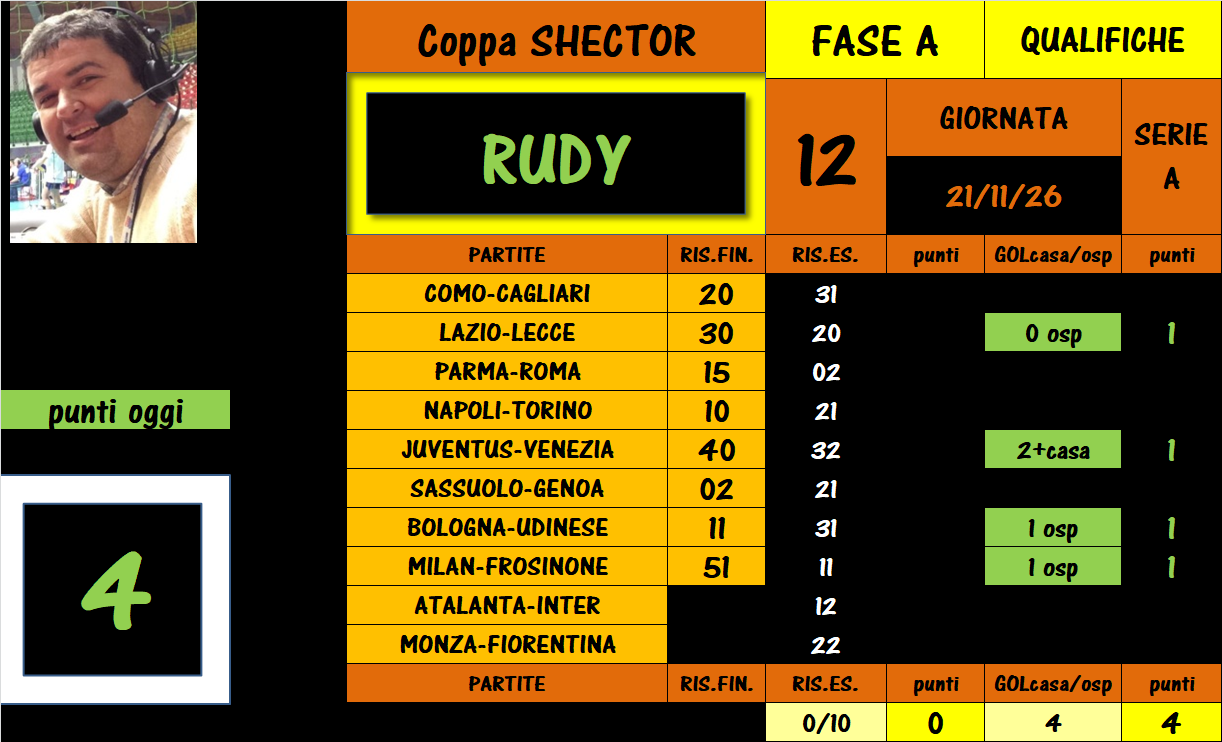 Coppa SHECTOR FASE A QUALIFICHE
RUDY 12 GIORNATA SERIE A
21/11/26
PARTITE RIS.FIN. RIS.ES. punti GOLcasa/osp punti
COMO-CAGLIARI 20 31
LAZIO-LECCE 30 20 0 osp 1
PARMA-ROMA 15 02
punti oggi
NAPOLI-TORINO 10 21
JUVENTUS-VENEZIA 40 32 2+casa 1
SASSUOLO-GENOA 02 21
BOLOGNA-UDINESE 11 31 1 osp 1
MILAN-FROSINONE 51 11 1 osp 1
4
ATALANTA-INTER 12
MONZA-FIORENTINA 22
PARTITE RIS.FIN. RIS.ES. punti GOLcasa/osp punti
0/10 0 4 4